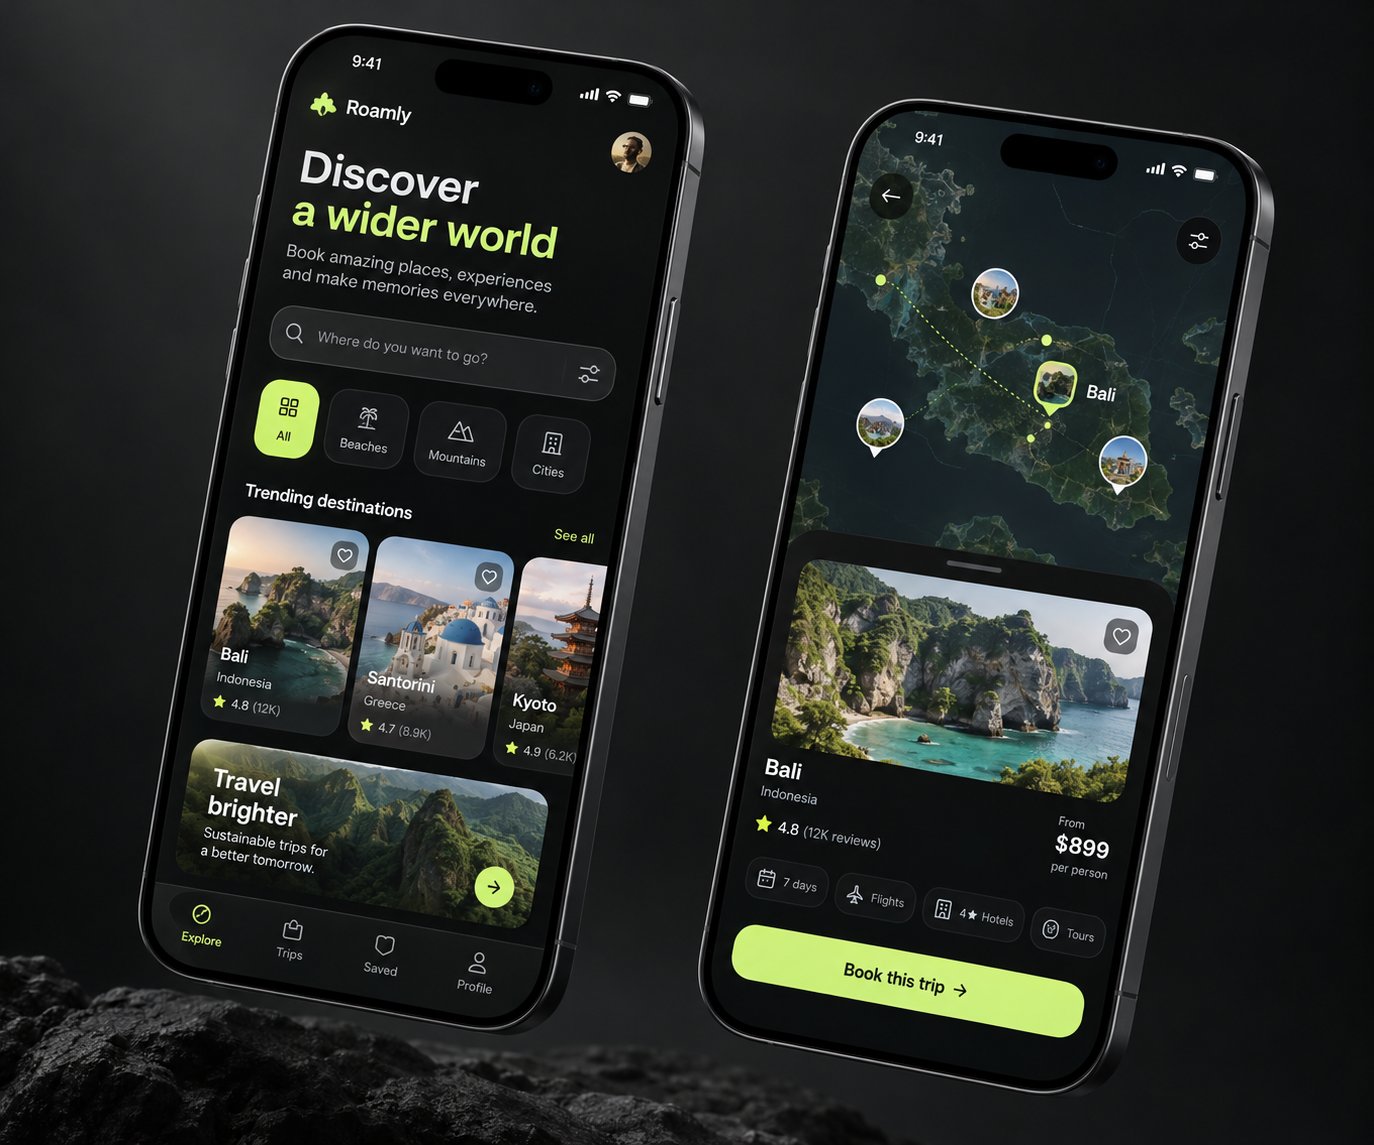 9:41
Roamly
Discover
a wider world
Book amazing places, experiences
and make memories everywhere.
Where do you want to go?
All
Beaches
Mountains
Cities
Trending destinations
See all
Bali
Indonesia
4.8 (12K)
Santorini
Greece
4.7 (8.9K)
Kyoto
Japan
4.9 (6.2K)
Travel
brighter
Sustainable trips for
a better tomorrow.
Explore
Trips
Saved
Profile
9:41
Bali
Bali
Indonesia
4.8 (12K reviews)
From
$899
per person
7 days
Flights
4★ Hotels
Tours
Book this trip →